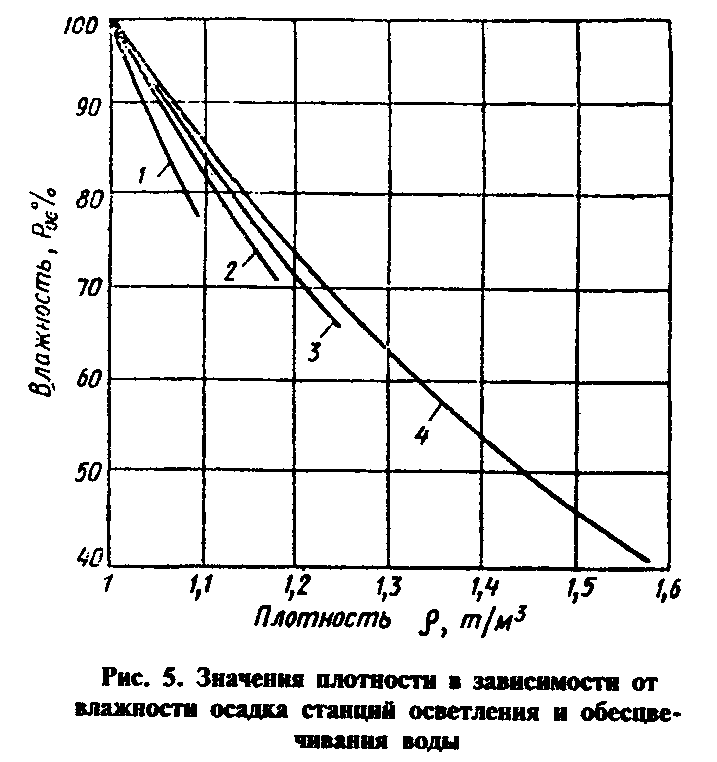 100
90
80
70
60
50
40
Влажность, Рос%
1
2
3
4
1 1,1 1,2 1,3 1,4 1,5 1,6
Плотность ρ, т/м³
Рис. 5. Значения плотности в зависимости от
влажности осадка станций осветления и обесцве-
чивания воды